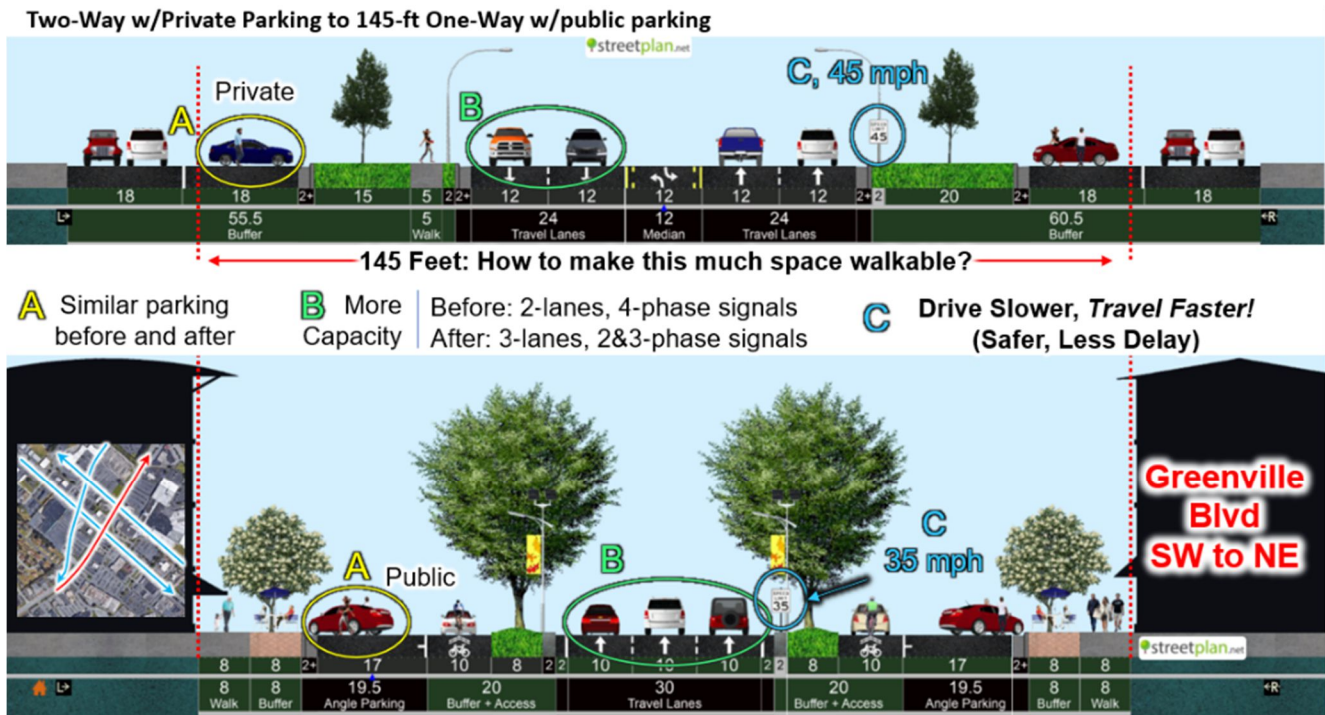 Two-Way w/Private Parking to 145-ft One-Way w/public parking
streetplan.net
A
Private
B
C, 45 mph
SPEED LIMIT 45
18 18 2+ 15 5 2 2+ 12 12 12 12 12 2+ 2 20 2+ 18 18
L→ 55.5 5 24 12 24 60.5 ←R
Buffer Walk Travel Lanes Median Travel Lanes Buffer
145 Feet: How to make this much space walkable?
A Similar parking
before and after
B More
Capacity
Before: 2-lanes, 4-phase signals
After: 3-lanes, 2&3-phase signals
C Drive Slower, Travel Faster!
(Safer, Less Delay)
A
Public
B
C
35 mph
SPEED LIMIT 35
Greenville
Blvd
SW to NE
streetplan.net
8 8 2+ 17 10 8 2 2 10 10 10 2 2 8 10 17 2+ 8 8
L→ 8 8 19.5 20 30 20 19.5 8 8 ←R
Walk Buffer Angle Parking Buffer + Access Travel Lanes Buffer + Access Angle Parking Buffer Walk